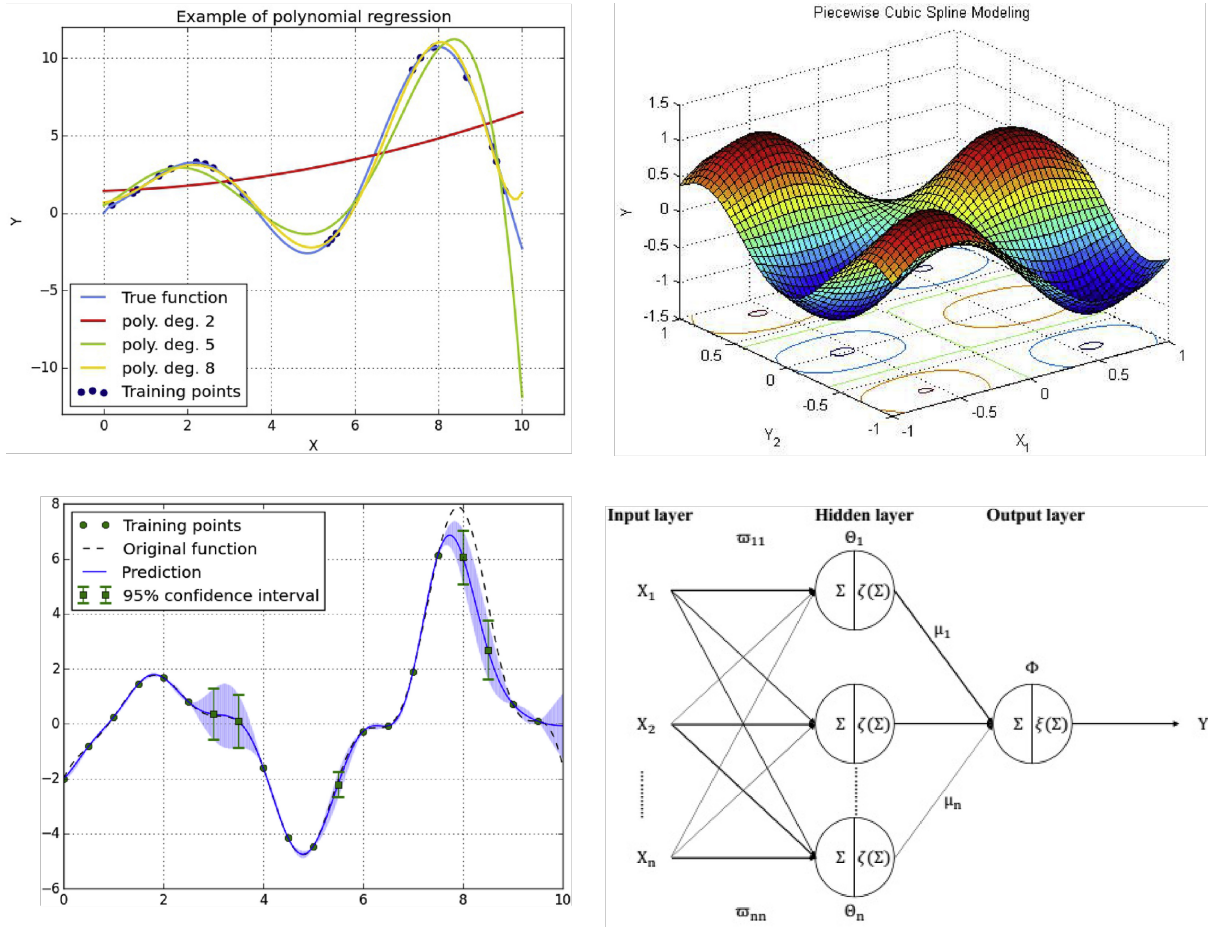 Example of polynomial regression
10
5
0
−5
−10
Y
True function
poly. deg. 2
poly. deg. 5
poly. deg. 8
Training points
0 2 4 6 8 10
X
Piecewise Cubic Spline Modeling
1.5
1
0.5
0
-0.5
-1
-1.5
Y
1
0.5
0
-0.5
-1
Y2
-1
-0.5
0
0.5
1
X1
8
6
4
2
0
−2
−4
−6
Training points
Original function
Prediction
95% confidence interval
0 2 4 6 8 10
Input layer Hidden layer Output layer
ϖ11 Θ1
X1 Σ ζ(Σ)
μ1
Φ
X2 Σ ζ(Σ) Σ ξ(Σ) Y
μn
Xn Σ ζ(Σ)
ϖnn Θn